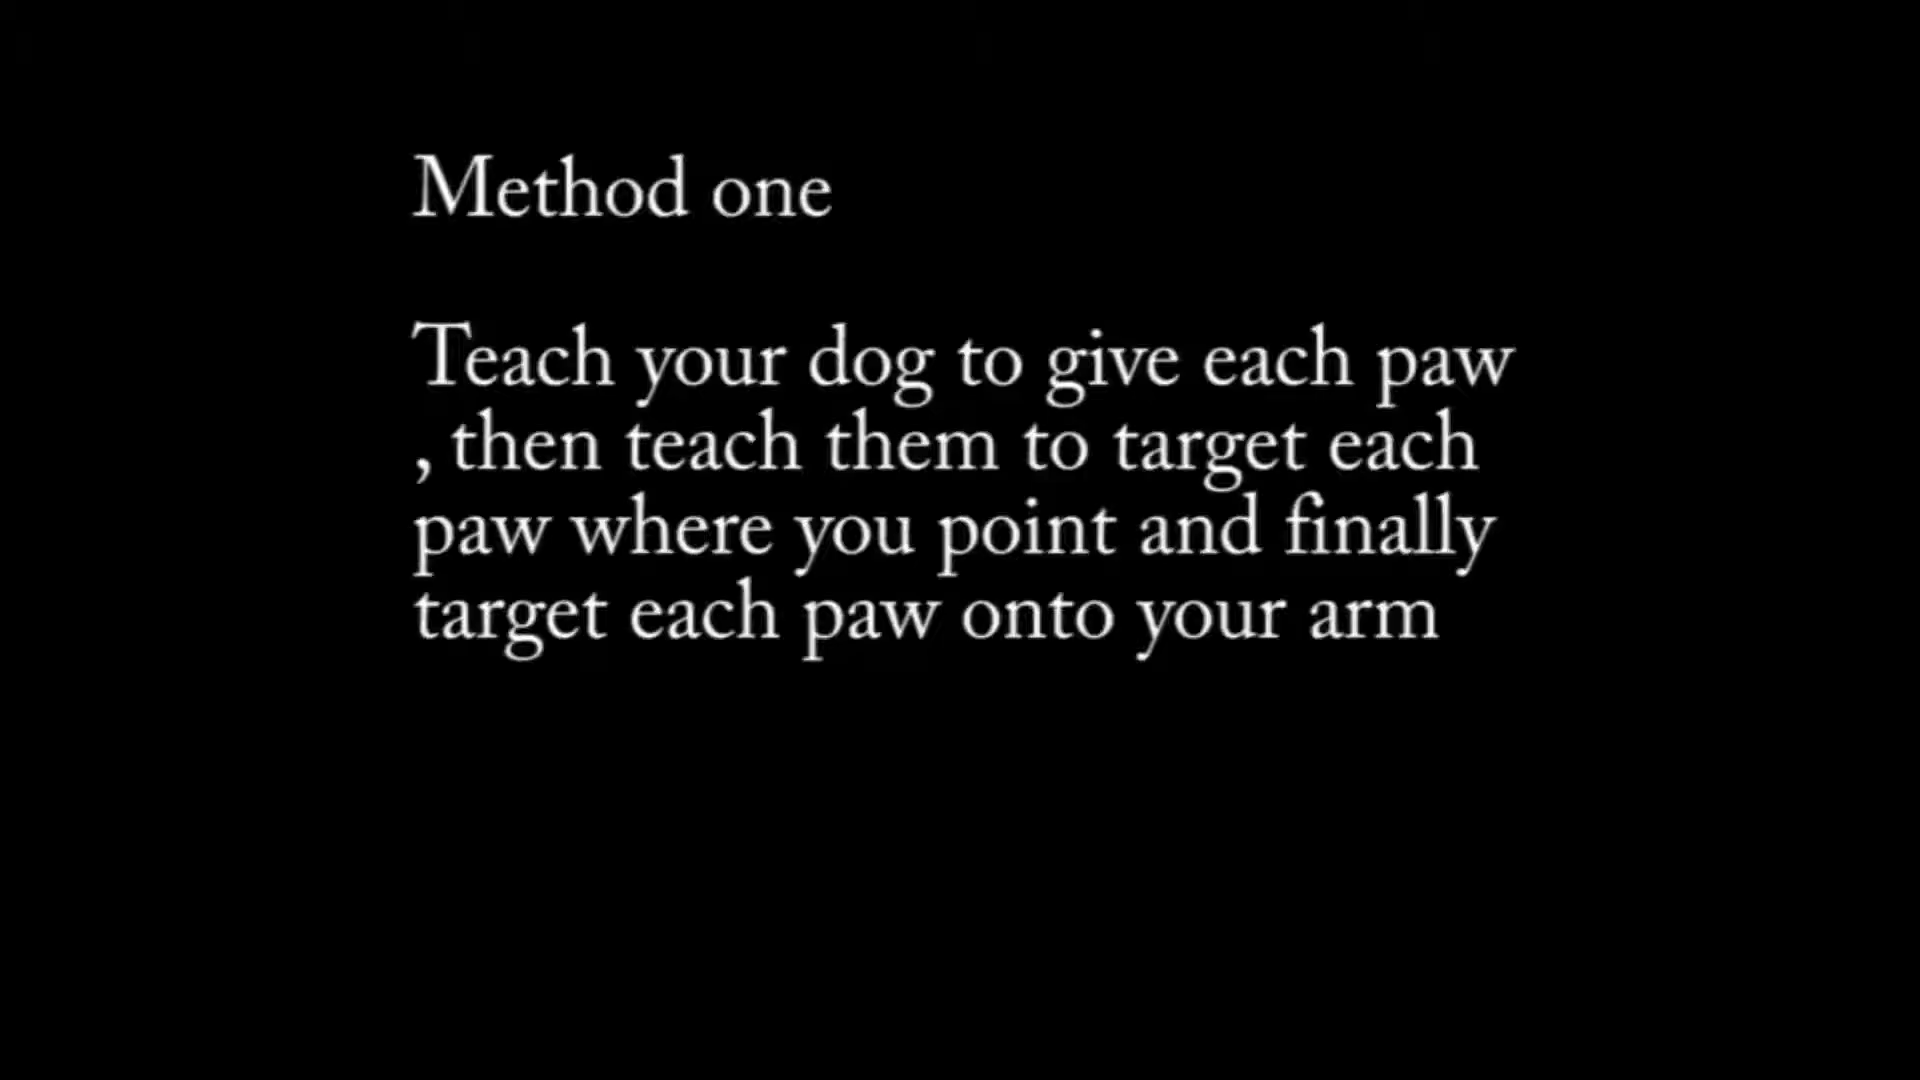 Method one
Teach your dog to give each paw
, then teach them to target each
paw where you point and finally
target each paw onto your arm